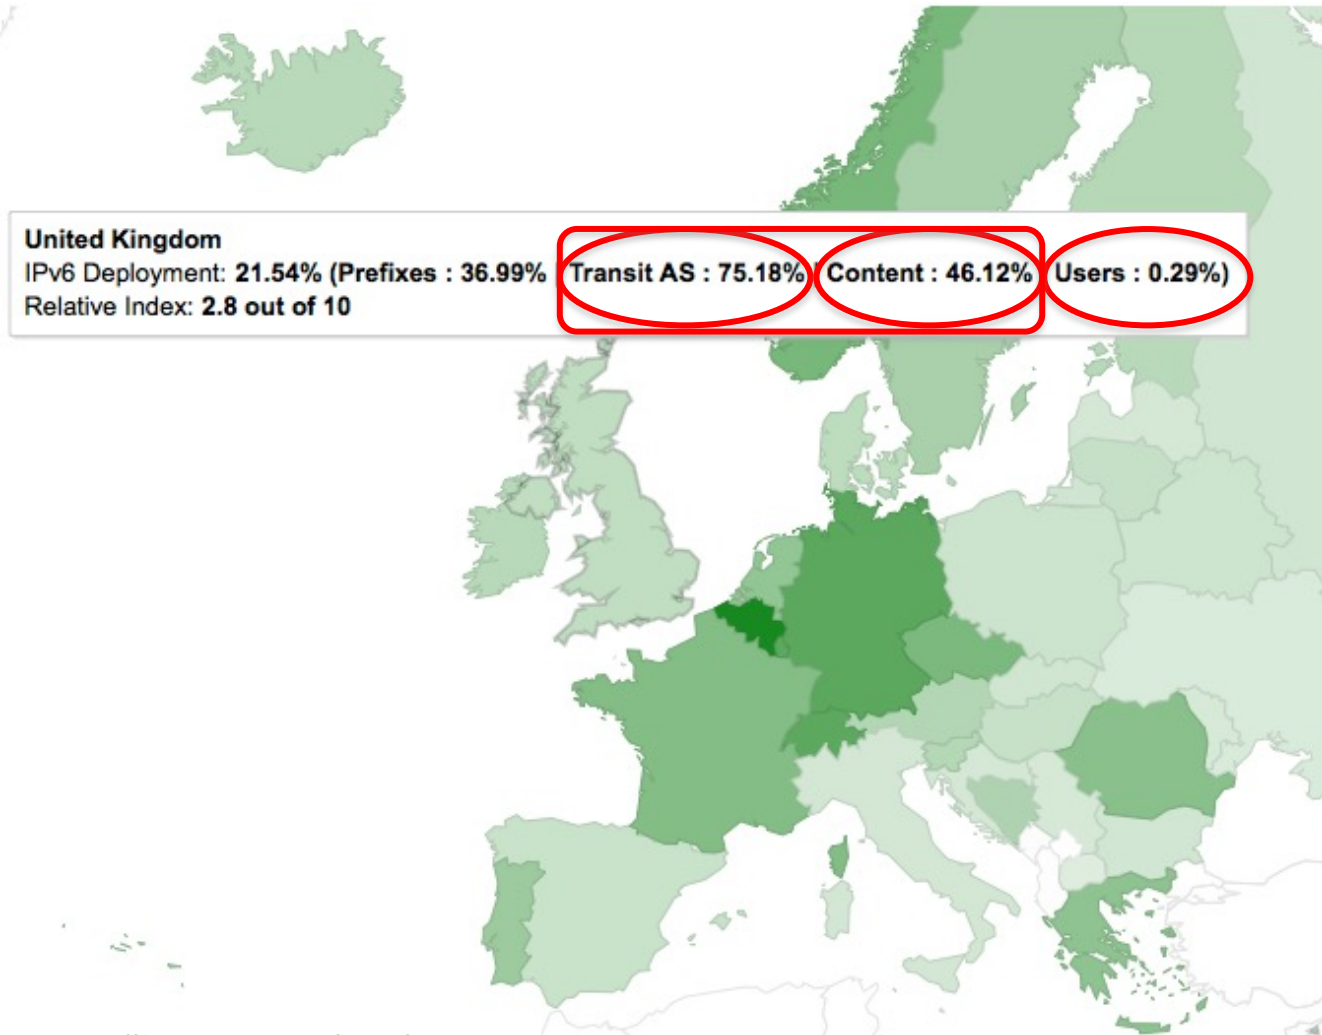 United Kingdom
IPv6 Deployment: 21.54% (Prefixes : 36.99% | Transit AS : 75.18% | Content : 46.12% | Users : 0.29%)
Relative Index: 2.8 out of 10